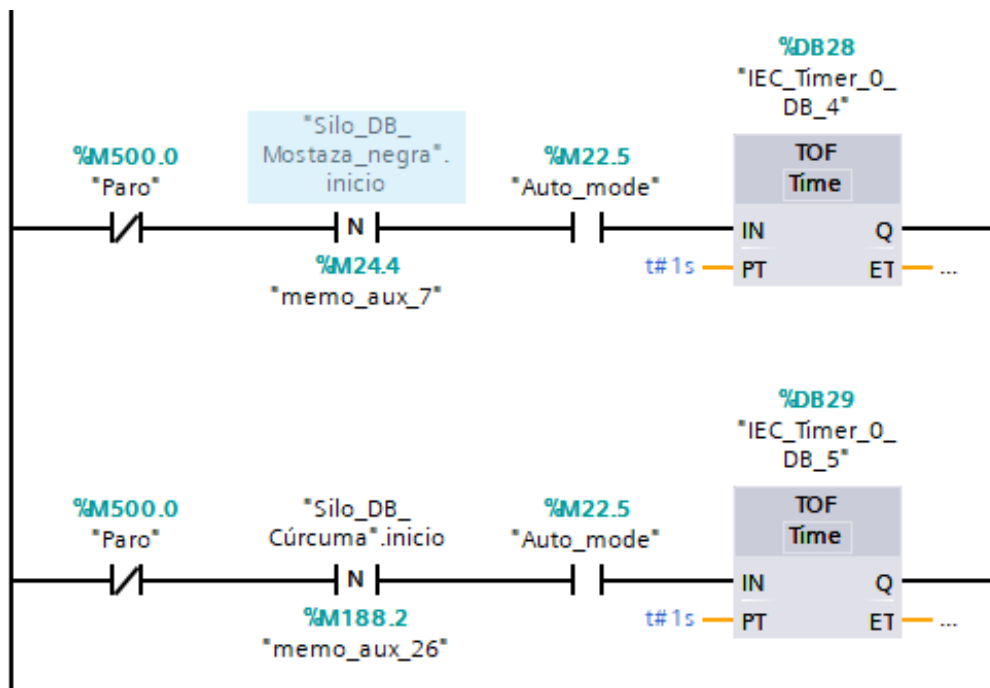 %DB28
"IEC_Timer_0_
DB_4"
"Silo_DB_
Mostaza_negra".
inicio
%M500.0
"Paro"
%M22.5
"Auto_mode"
TOF
Time
N
IN
Q
%M24.4
"memo_aux_7"
t#1s
PT
ET
...
%DB29
"IEC_Timer_0_
DB_5"
%M500.0
"Paro"
"Silo_DB_
Cúrcuma".inicio
%M22.5
"Auto_mode"
TOF
Time
N
IN
Q
%M188.2
"memo_aux_26"
t#1s
PT
ET
...